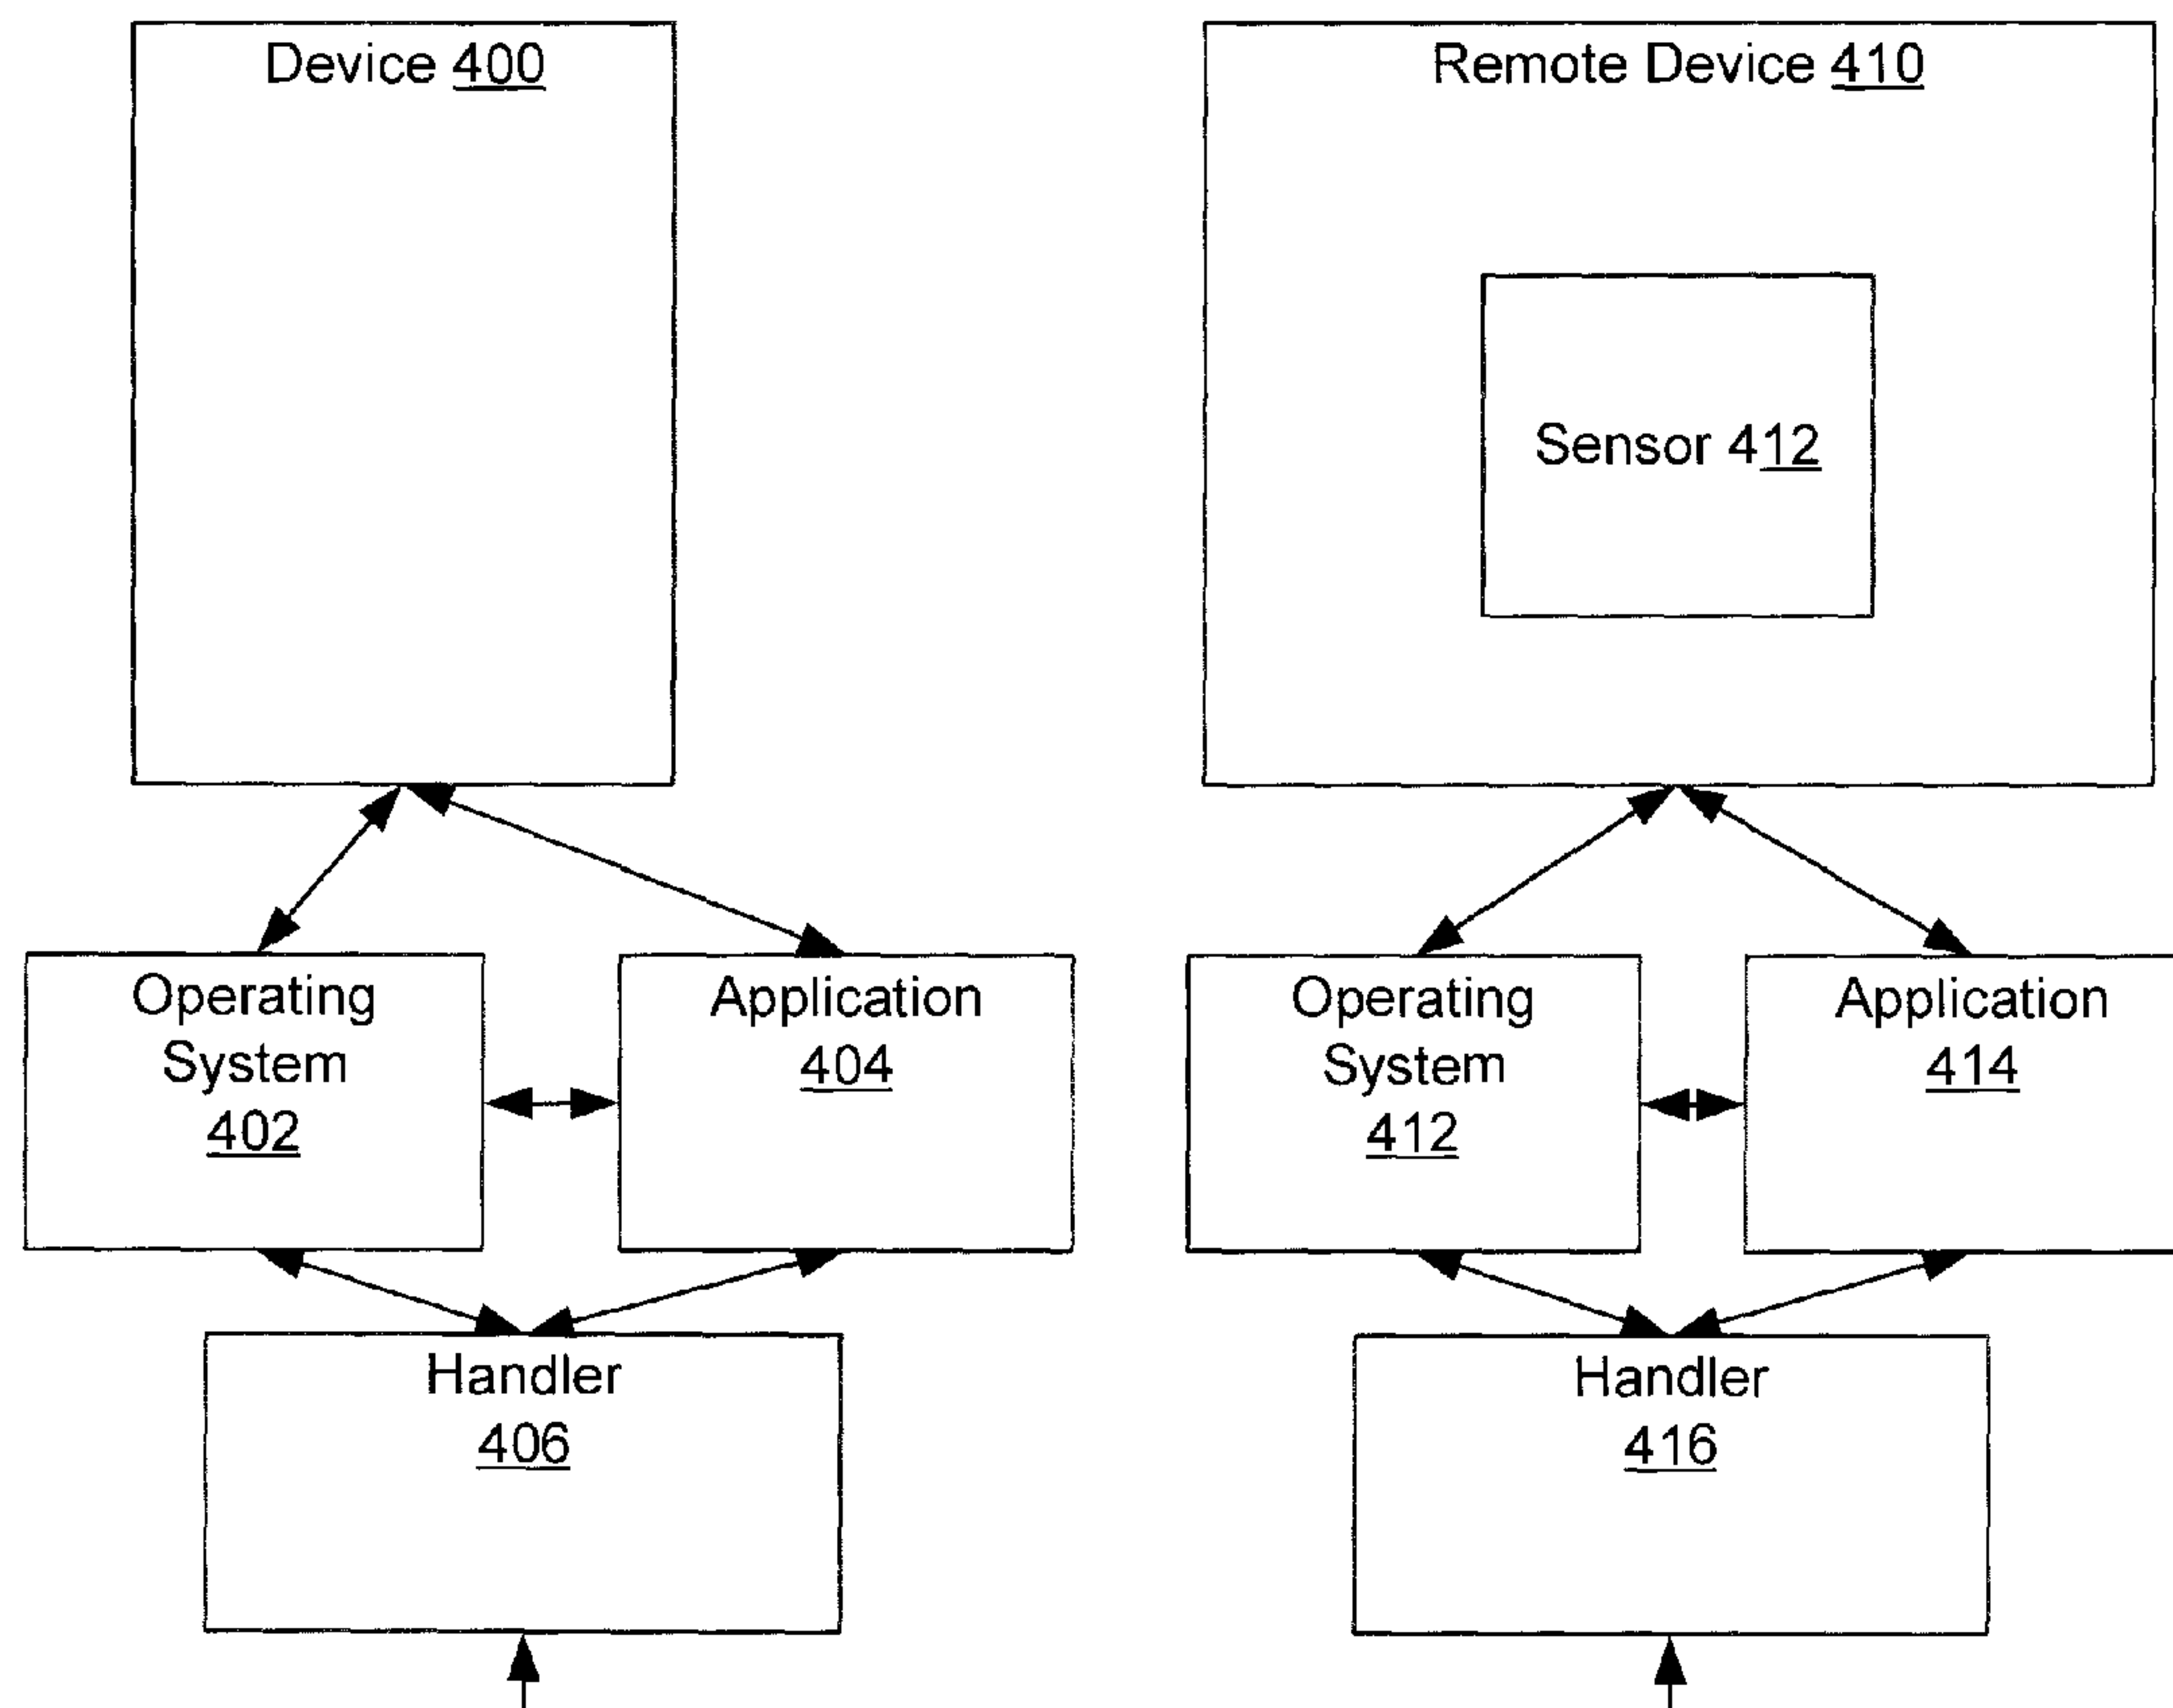 Device 400
Remote Device 410
Sensor 412
Operating
System
402
Application
404
Operating
System
412
Application
414
Handler
406
Handler
416